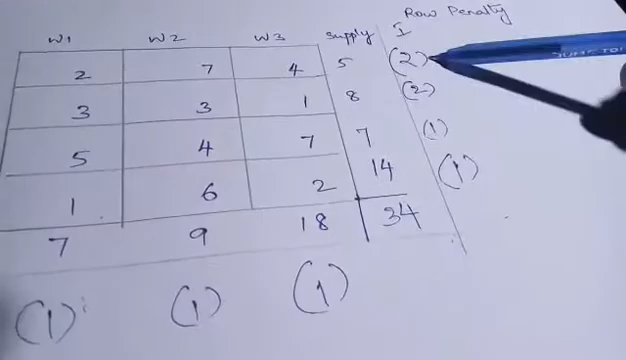 Row Penalty
W1 W2 W3 Supply I
2 7 4 5 (2)
3 3 1 8 (2)
5 4 7 7 (1)
1 6 2 14 (1)
7 9 18 34
(1) (1) (1)